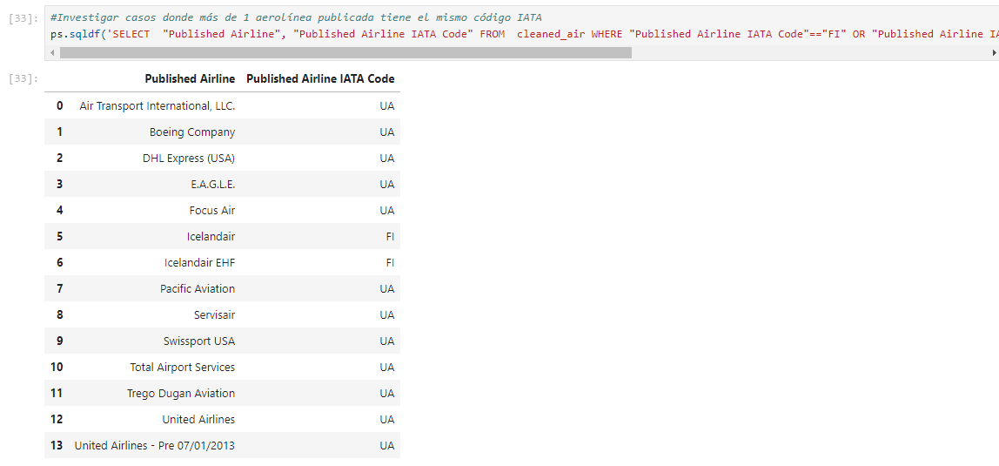 [33]: #Investigar casos donde más de 1 aerolínea publicada tiene el mismo código IATA
ps.sqldf('SELECT  "Published Airline", "Published Airline IATA Code" FROM  cleaned_air WHERE "Published Airline IATA Code"=="FI" OR "Published Airline IA
[33]: Published Airline Published Airline IATA Code
0 Air Transport International, LLC. UA
1 Boeing Company UA
2 DHL Express (USA) UA
3 E.A.G.L.E. UA
4 Focus Air UA
5 Icelandair FI
6 Icelandair EHF FI
7 Pacific Aviation UA
8 Servisair UA
9 Swissport USA UA
10 Total Airport Services UA
11 Trego Dugan Aviation UA
12 United Airlines UA
13 United Airlines - Pre 07/01/2013 UA